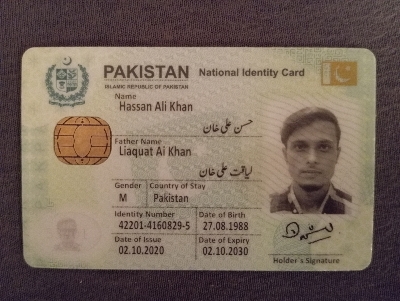 PAKISTAN National Identity Card
ISLAMIC REPUBLIC OF PAKISTAN
Name
Hassan Ali Khan
حسن علی خان
Father Name
Liaquat Ali Khan
لیاقت علی خان
Gender Country of Stay
M Pakistan
Identity Number Date of Birth
42201-4160829-5 27.08.1988
Date of Issue Date of Expiry
02.10.2020 02.10.2030
Holder's Signature